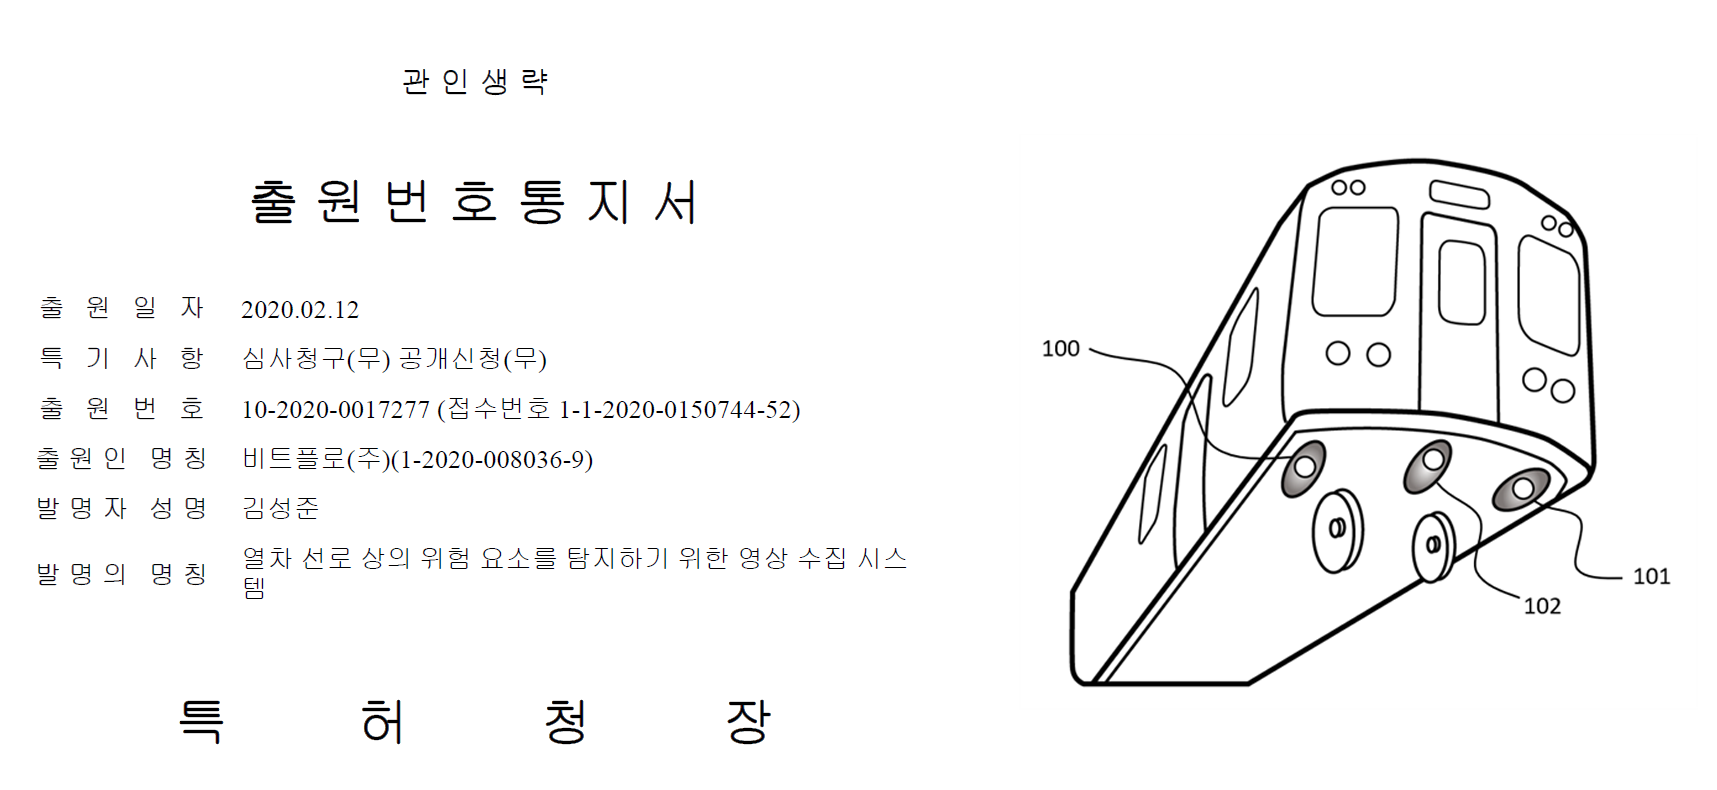 관 인 생 략
출 원 번 호 통 지 서
출 원 일 자 2020.02.12
특 기 사 항 심사청구(무) 공개신청(무)
출 원 번 호 10-2020-0017277 (접수번호 1-1-2020-0150744-52)
출 원 인 명 칭 비트플로(주)(1-2020-008036-9)
발 명 자 성 명 김성준
발 명 의 명 칭 열차 선로 상의 위험 요소를 탐지하기 위한 영상 수집 시스
템
특 허 청 장
100
101
102